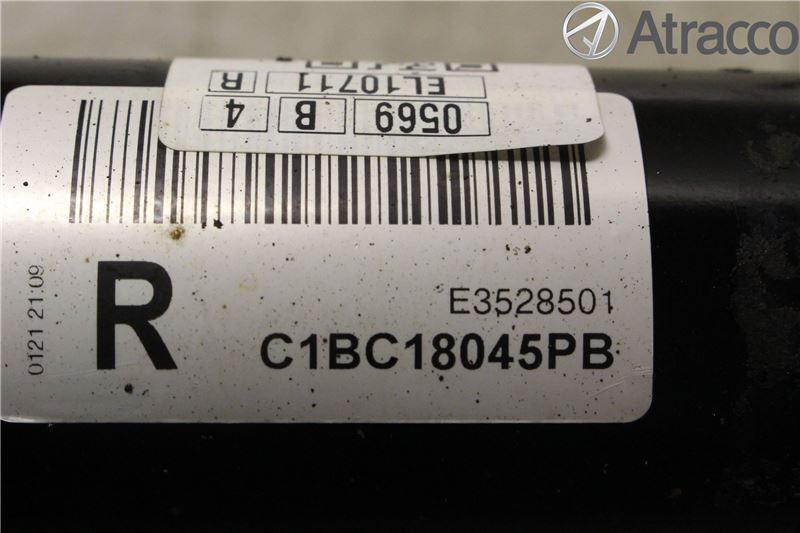 Atracco
EL10711 R
0569 B 4
0121 21:09
R
E3528501
C1BC18045PB